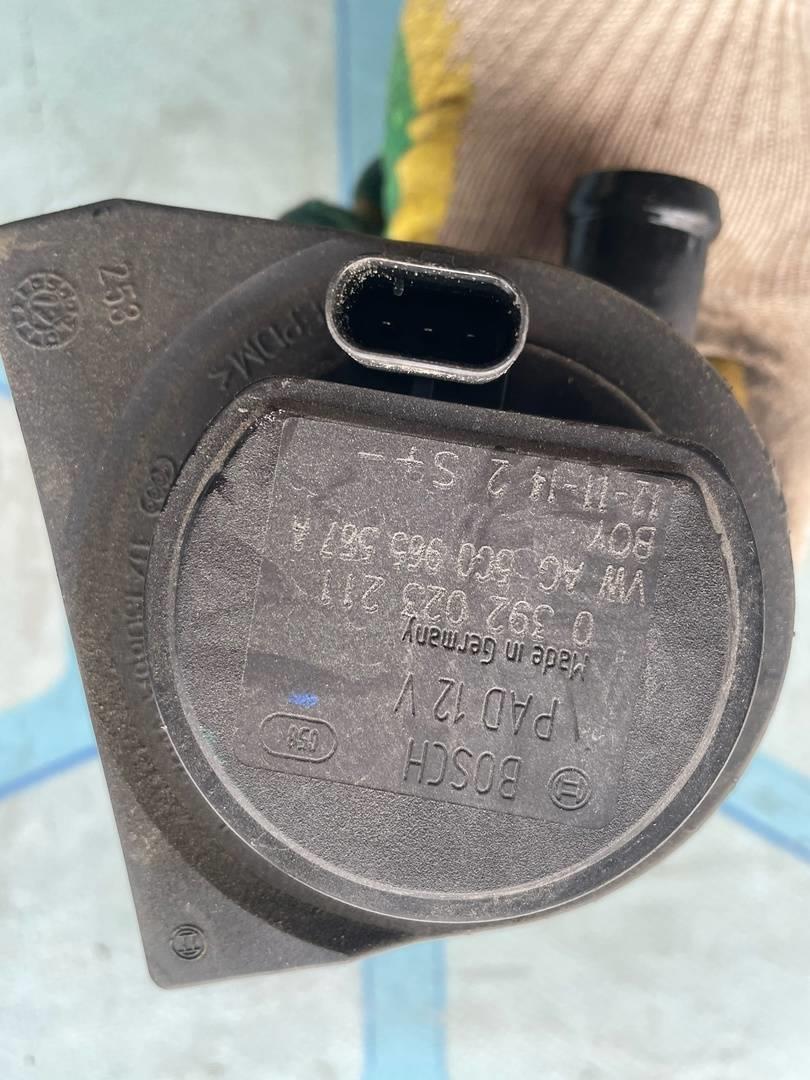 BOSCH
PAD 12 V
058
Made in Germany
0 392 023 211
VW AG 5C0 965 567 A
BOY
12-11-14 2 S+-
253